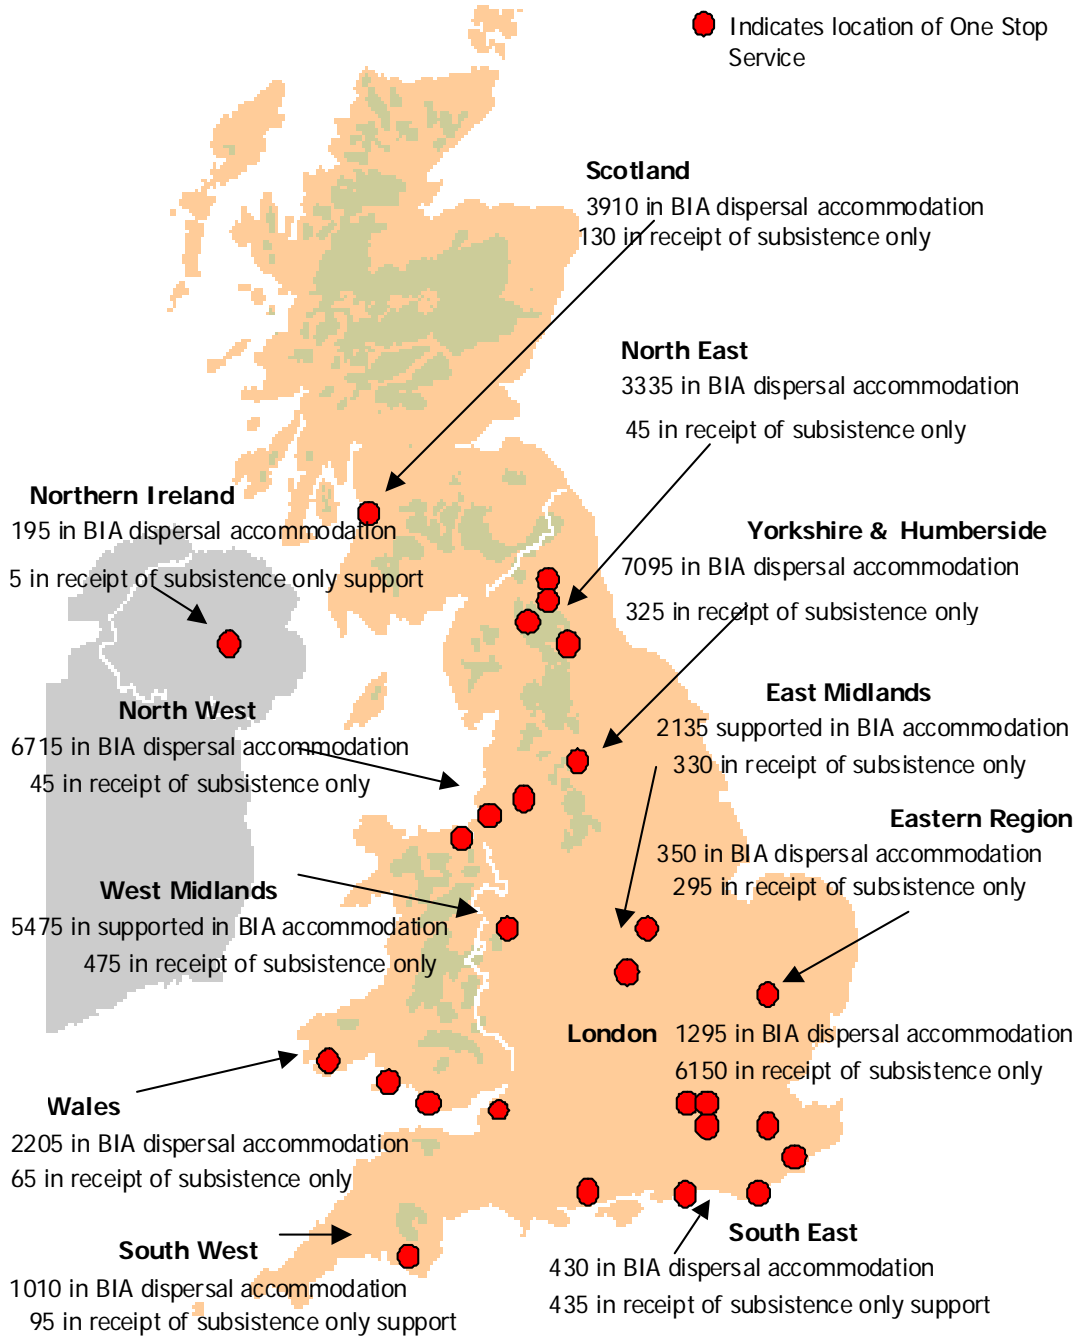 Indicates location of One Stop
Service
Scotland
3910 in BIA dispersal accommodation
130 in receipt of subsistence only
North East
3335 in BIA dispersal accommodation
45 in receipt of subsistence only
Northern Ireland
195 in BIA dispersal accommodation
5 in receipt of subsistence only support
Yorkshire & Humberside
7095 in BIA dispersal accommodation
325 in receipt of subsistence only
North West
6715 in BIA dispersal accommodation
45 in receipt of subsistence only
East Midlands
2135 supported in BIA accommodation
330 in receipt of subsistence only
Eastern Region
350 in BIA dispersal accommodation
295 in receipt of subsistence only
West Midlands
5475 in supported in BIA accommodation
475 in receipt of subsistence only
London 1295 in BIA dispersal accommodation
6150 in receipt of subsistence only
Wales
2205 in BIA dispersal accommodation
65 in receipt of subsistence only
South West
1010 in BIA dispersal accommodation
95 in receipt of subsistence only support
South East
430 in BIA dispersal accommodation
435 in receipt of subsistence only support